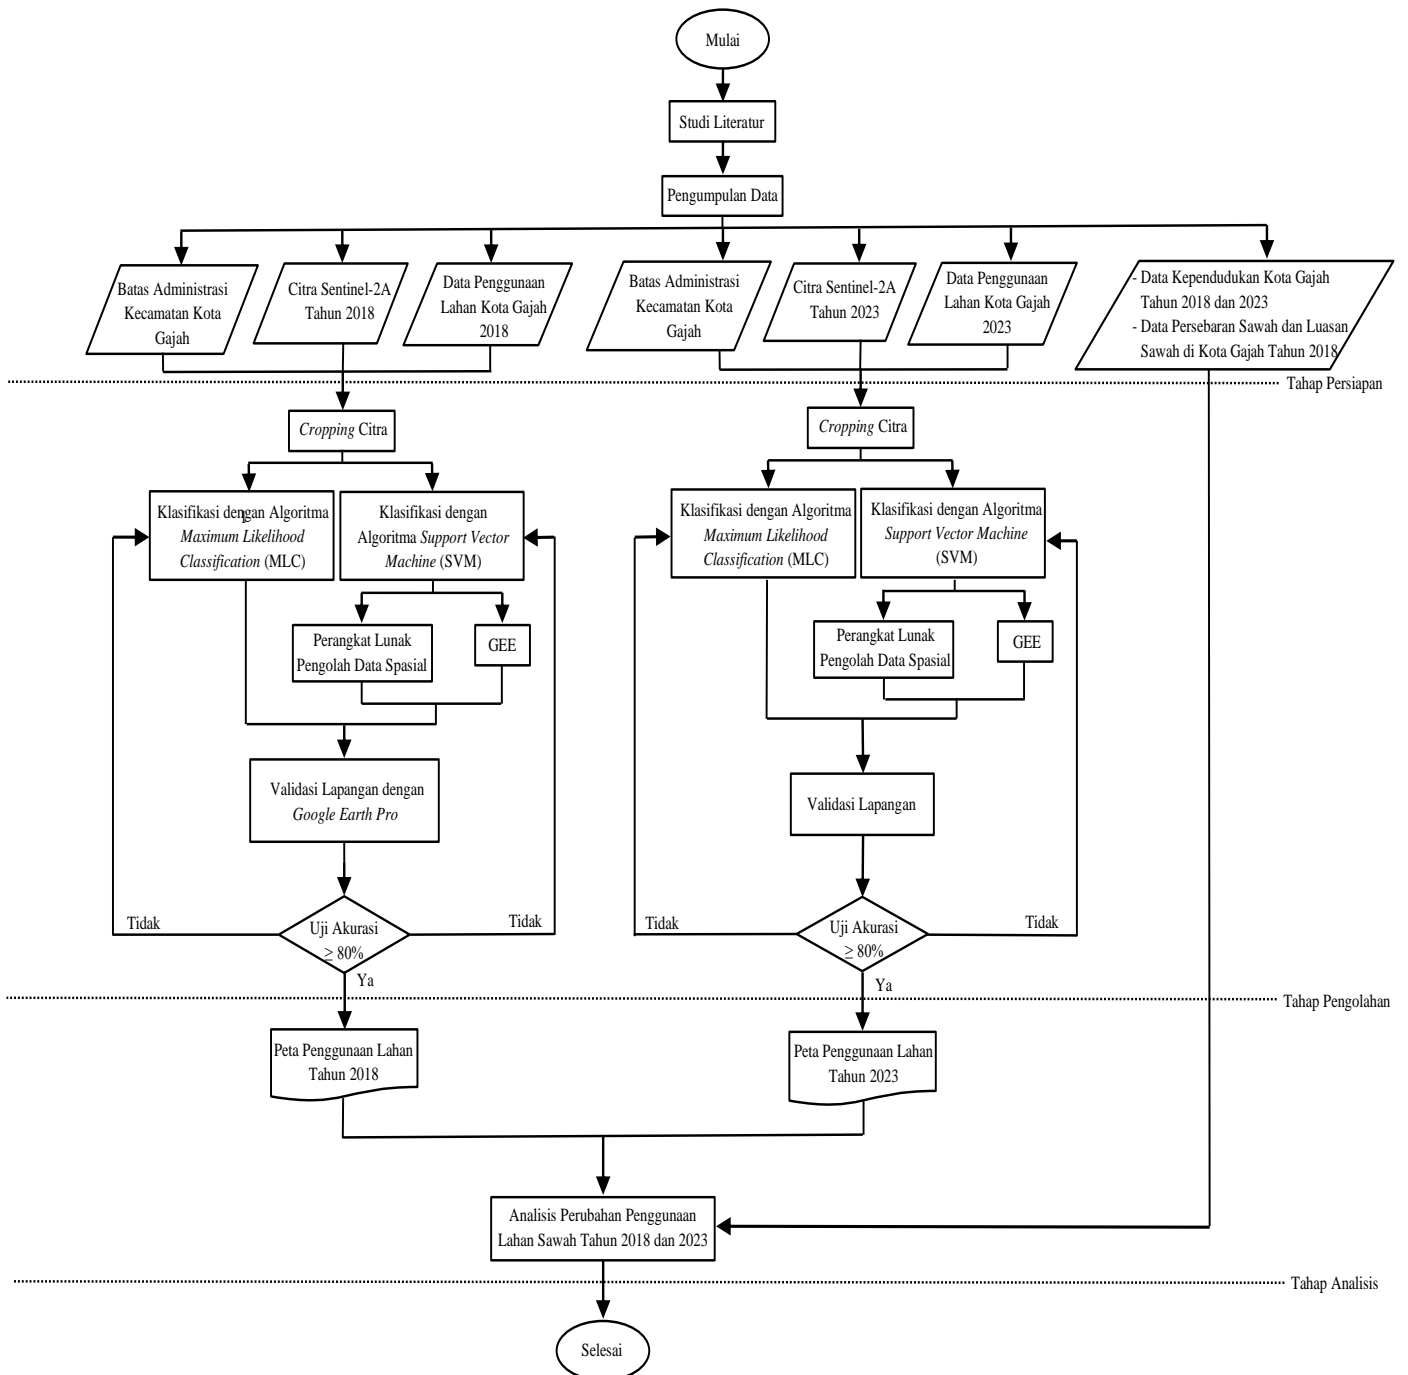 Mulai
Studi Literatur
Pengumpulan Data
Batas Administrasi
Kecamatan Kota
Gajah
Citra Sentinel-2A
Tahun 2018
Data Penggunaan
Lahan Kota Gajah
2018
Batas Administrasi
Kecamatan Kota
Gajah
Citra Sentinel-2A
Tahun 2023
Data Penggunaan
Lahan Kota Gajah
2023
- Data Kependudukan Kota Gajah
Tahun 2018 dan 2023
- Data Persebaran Sawah dan Luasan
Sawah di Kota Gajah Tahun 2018
Tahap Persiapan
Cropping Citra
Cropping Citra
Klasifikasi dengan Algoritma
Maximum Likelihood
Classification (MLC)
Klasifikasi dengan
Algoritma Support Vector
Machine (SVM)
Klasifikasi dengan Algoritma
Maximum Likelihood
Classification (MLC)
Klasifikasi dengan Algoritma
Support Vector Machine
(SVM)
Perangkat Lunak
Pengolah Data Spasial
GEE
Perangkat Lunak
Pengolah Data Spasial
GEE
Validasi Lapangan dengan
Google Earth Pro
Validasi Lapangan
Tidak
Uji Akurasi
≥ 80%
Tidak
Ya
Tidak
Uji Akurasi
≥ 80%
Tidak
Ya
Tahap Pengolahan
Peta Penggunaan Lahan
Tahun 2018
Peta Penggunaan Lahan
Tahun 2023
Analisis Perubahan Penggunaan
Lahan Sawah Tahun 2018 dan 2023
Tahap Analisis
Selesai